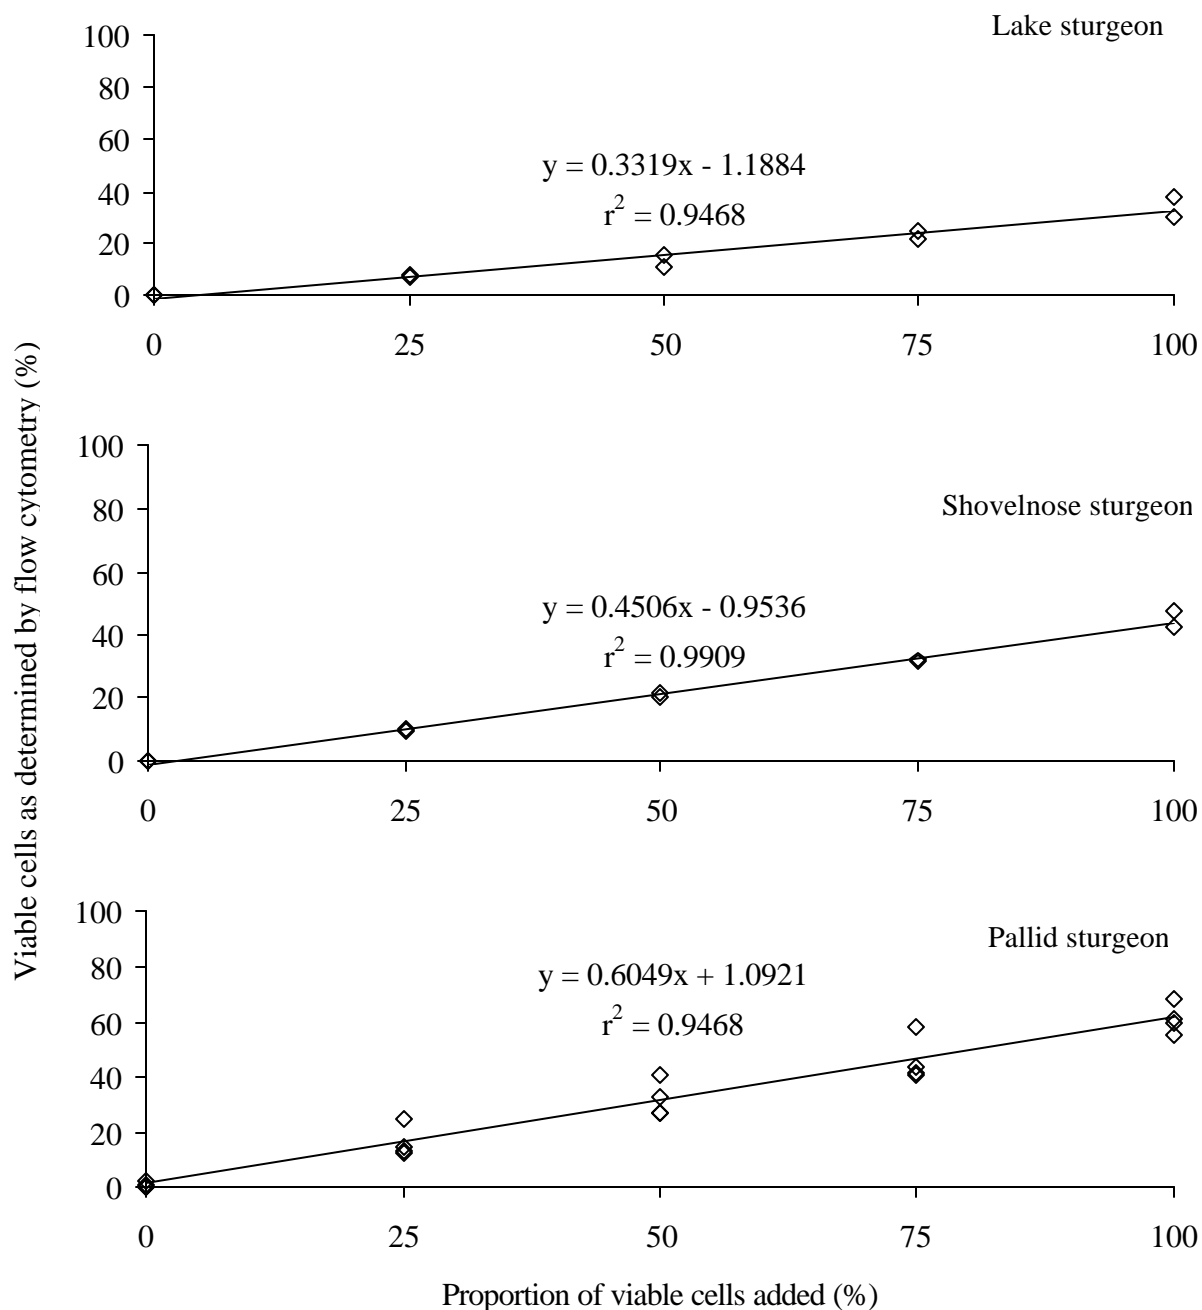 Viable cells as determined by flow cytometry (%)
Lake sturgeon
100
80
60
40
20
0
y = 0.3319x - 1.1884
r² = 0.9468
0 25 50 75 100
Shovelnose sturgeon
100
80
60
40
20
0
y = 0.4506x - 0.9536
r² = 0.9909
0 25 50 75 100
Pallid sturgeon
100
80
60
40
20
0
y = 0.6049x + 1.0921
r² = 0.9468
0 25 50 75 100
Proportion of viable cells added (%)